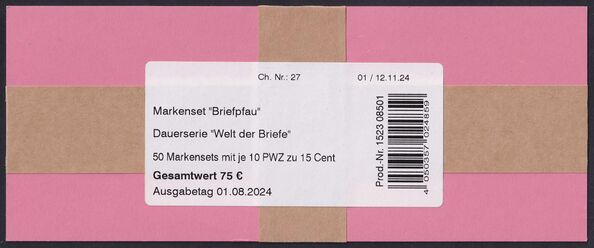 Ch. Nr.: 27 01 / 12.11.24
Markenset "Briefpfau"
Dauerserie "Welt der Briefe"
50 Markensets mit je 10 PWZ zu 15 Cent
Gesamtwert 75 €
Ausgabetag 01.08.2024
Prod.-Nr. 1523 08501
4 050357 024859